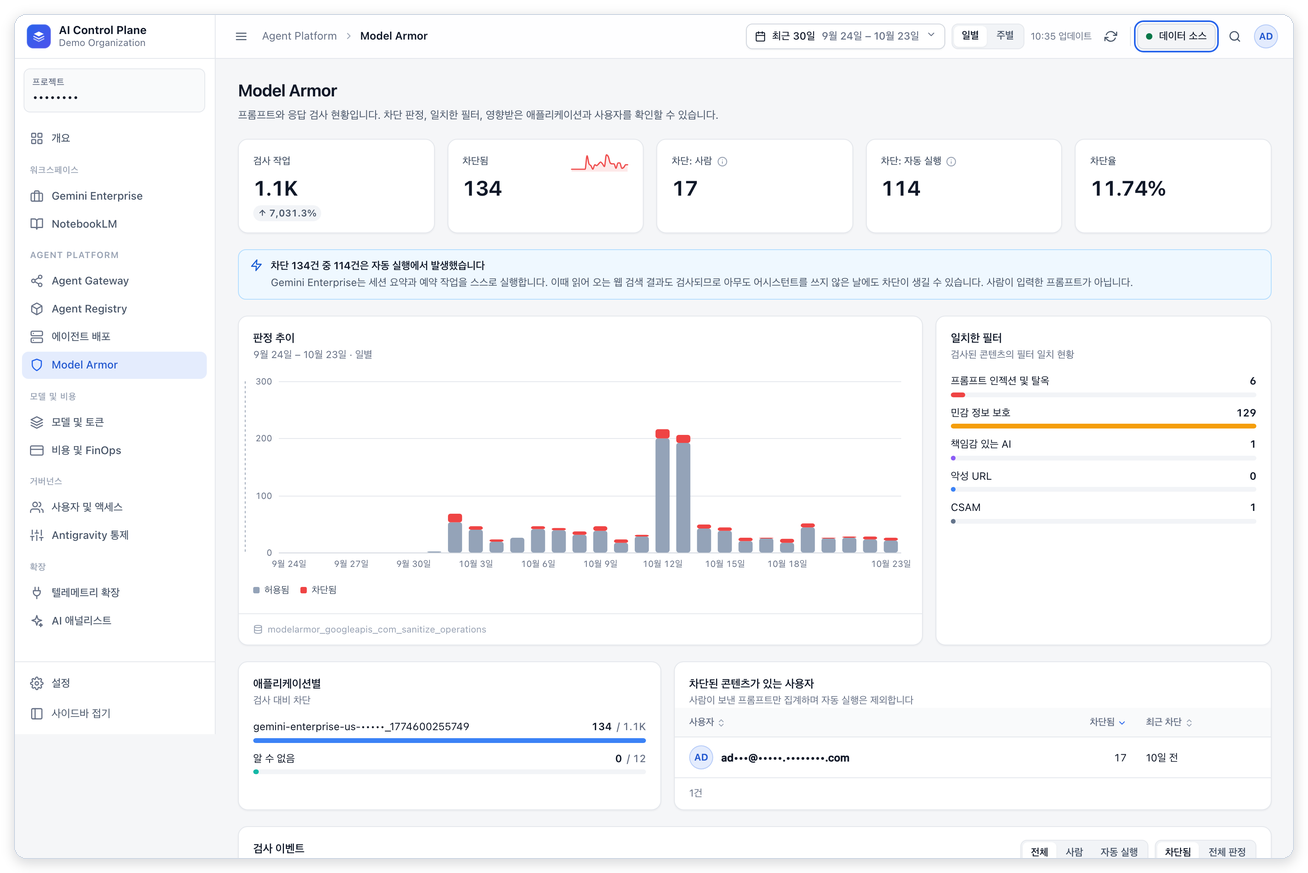 AI Control Plane
Demo Organization
Agent Platform > Model Armor
최근 30일 9월 24일 – 10월 23일
일별 주별
10:35 업데이트
데이터 소스
AD
프로젝트
••••••••
개요
워크스페이스
Gemini Enterprise
NotebookLM
AGENT PLATFORM
Agent Gateway
Agent Registry
에이전트 배포
Model Armor
모델 및 비용
모델 및 토큰
비용 및 FinOps
거버넌스
사용자 및 액세스
Antigravity 통제
확장
텔레메트리 확장
AI 애널리스트
설정
사이드바 접기
Model Armor
프롬프트와 응답 검사 현황입니다. 차단 판정, 일치한 필터, 영향받은 애플리케이션과 사용자를 확인할 수 있습니다.
검사 작업
1.1K
↑ 7,031.3%
차단됨
134
차단: 사람
17
차단: 자동 실행
114
차단율
11.74%
차단 134건 중 114건은 자동 실행에서 발생했습니다
Gemini Enterprise는 세션 요약과 예약 작업을 스스로 실행합니다. 이때 읽어 오는 웹 검색 결과도 검사되므로 아무도 어시스턴트를 쓰지 않은 날에도 차단이 생길 수 있습니다. 사람이 입력한 프롬프트가 아닙니다.
판정 추이
9월 24일 – 10월 23일 · 일별
300
200
100
0
9월 24일 9월 27일 9월 30일 10월 3일 10월 6일 10월 9일 10월 12일 10월 15일 10월 18일 10월 23일
허용됨 차단됨
modelarmor_googleapis_com_sanitize_operations
일치한 필터
검사된 콘텐츠의 필터 일치 현황
프롬프트 인젝션 및 탈옥 6
민감 정보 보호 129
책임감 있는 AI 1
악성 URL 0
CSAM 1
애플리케이션별
검사 대비 차단
gemini-enterprise-us-•••••_1774600255749 134 / 1.1K
알 수 없음 0 / 12
차단된 콘텐츠가 있는 사용자
사람이 보낸 프롬프트만 집계하며 자동 실행은 제외합니다
사용자 차단됨 최근 차단
AD ad•••@•••••.••••••••.com 17 10일 전
1건
검사 이벤트
전체 사람 자동 실행
차단됨 전체 판정